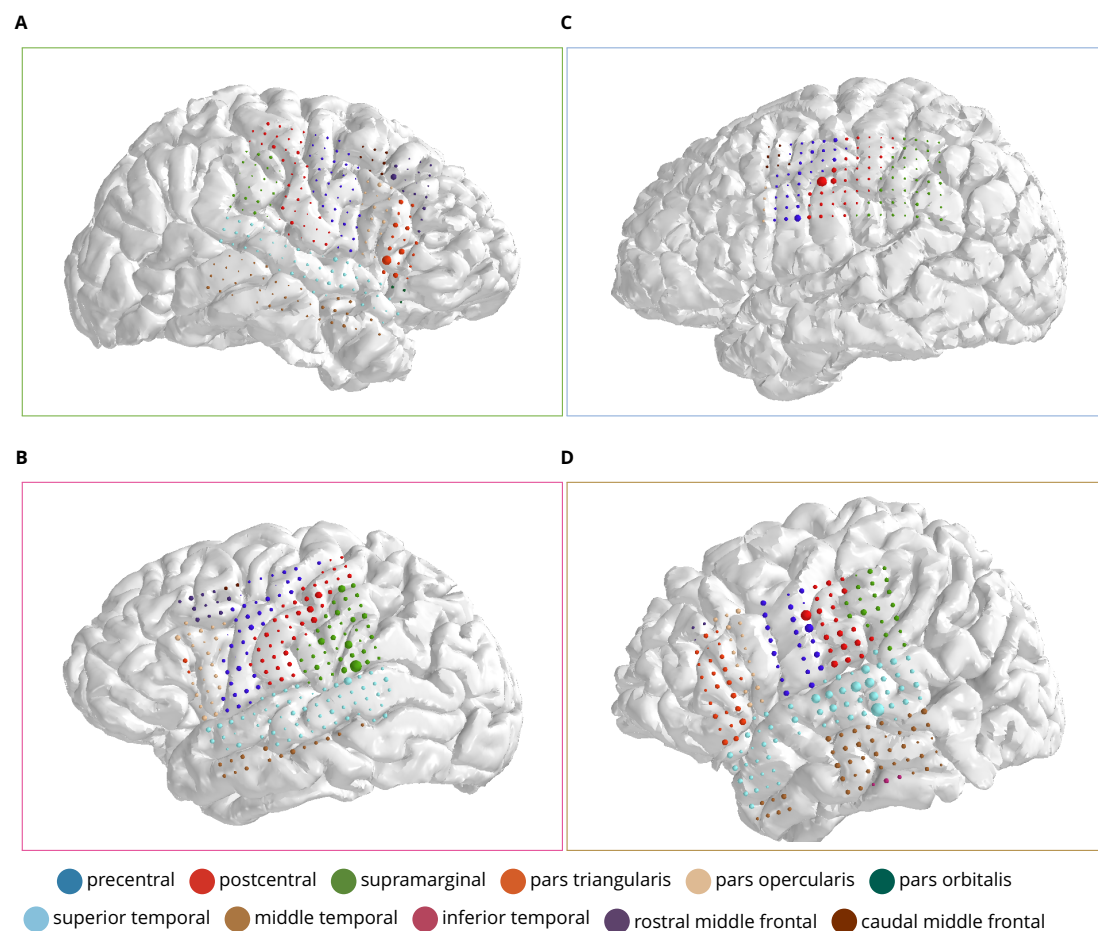 A
C
B
D
precentral postcentral supramarginal pars triangularis pars opercularis pars orbitalis
superior temporal middle temporal inferior temporal rostral middle frontal caudal middle frontal